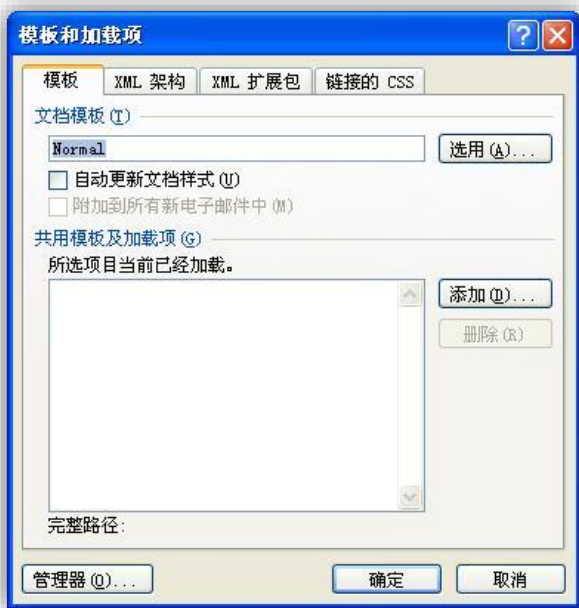 模板和加载项
模板 XML 架构 XML 扩展包 链接的 CSS
文档模板(T)
Normal 选用(A)...
自动更新文档样式(U)
附加到所有新电子邮件中(M)
共用模板及加载项(G)
所选项目当前已经加载。
添加(D)...
删除(R)
完整路径:
管理器(O)... 确定 取消